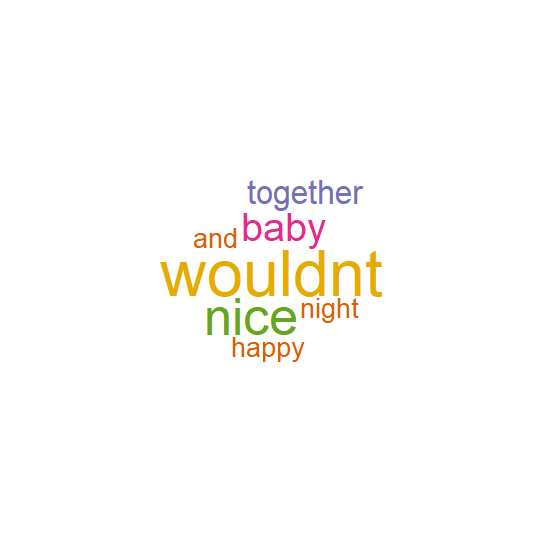 together
and baby
wouldnt
nice night
happy